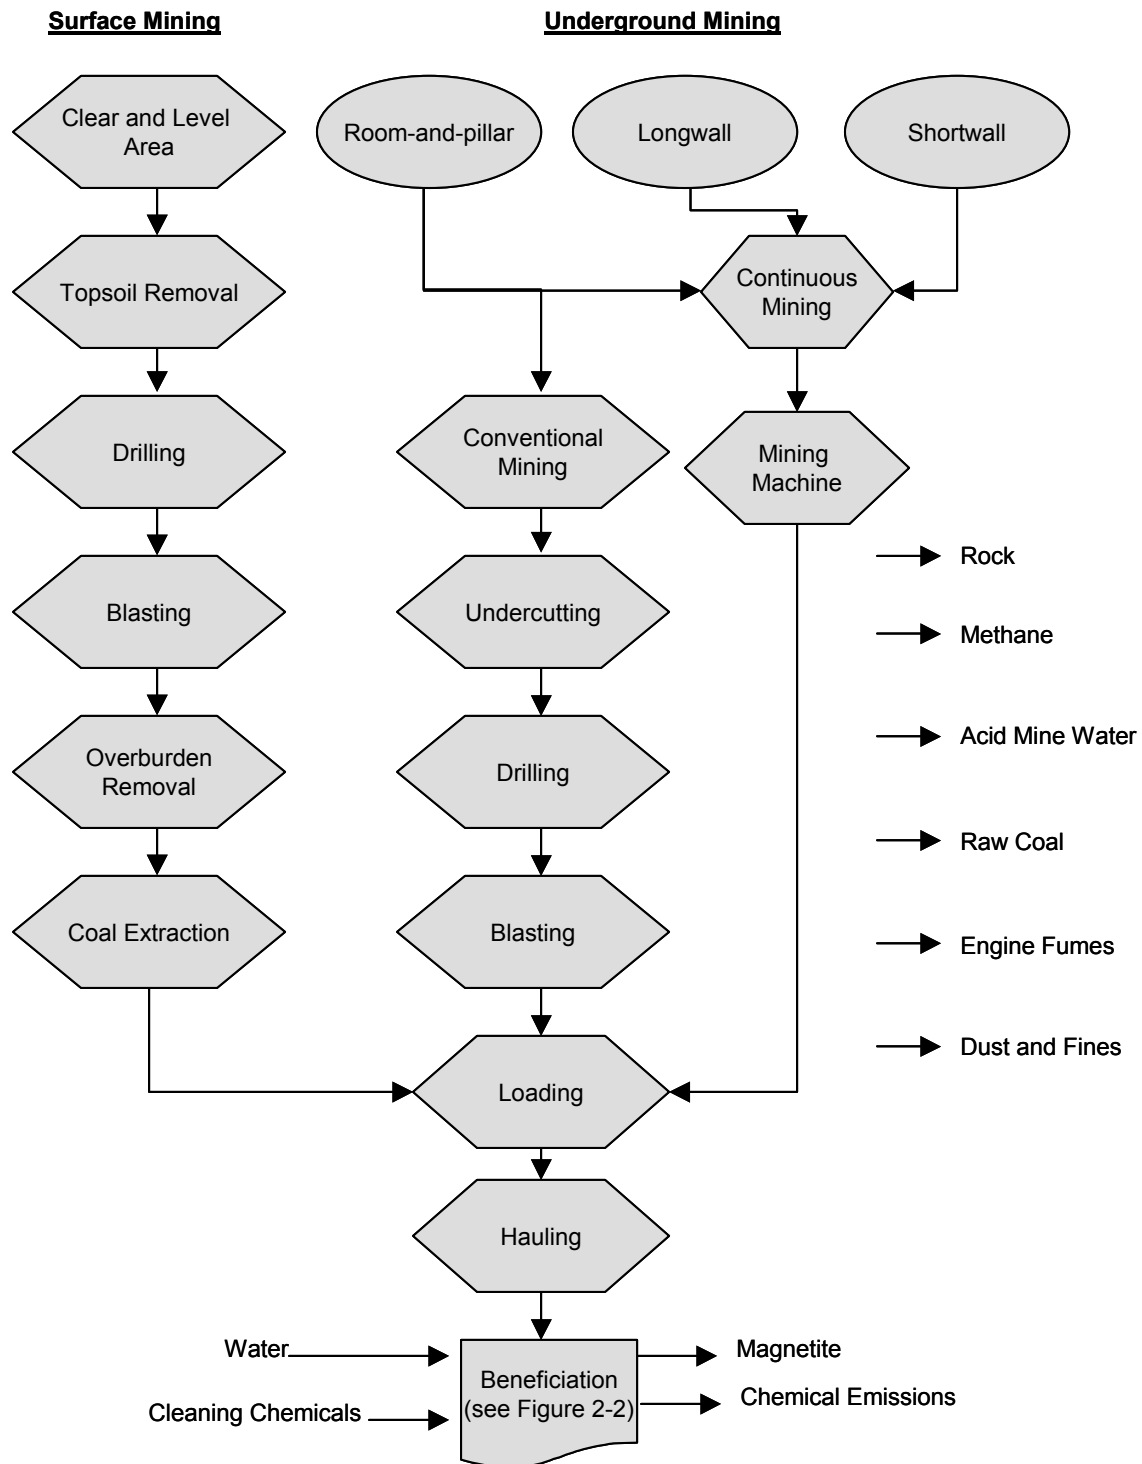 Surface Mining
Underground Mining
Clear and Level
Area
Room-and-pillar
Longwall
Shortwall
Topsoil Removal
Continuous
Mining
Drilling
Conventional
Mining
Mining
Machine
Rock
Blasting
Undercutting
Methane
Acid Mine Water
Overburden
Removal
Drilling
Raw Coal
Coal Extraction
Blasting
Engine Fumes
Dust and Fines
Loading
Hauling
Water
Magnetite
Beneficiation
(see Figure 2-2)
Chemical Emissions
Cleaning Chemicals